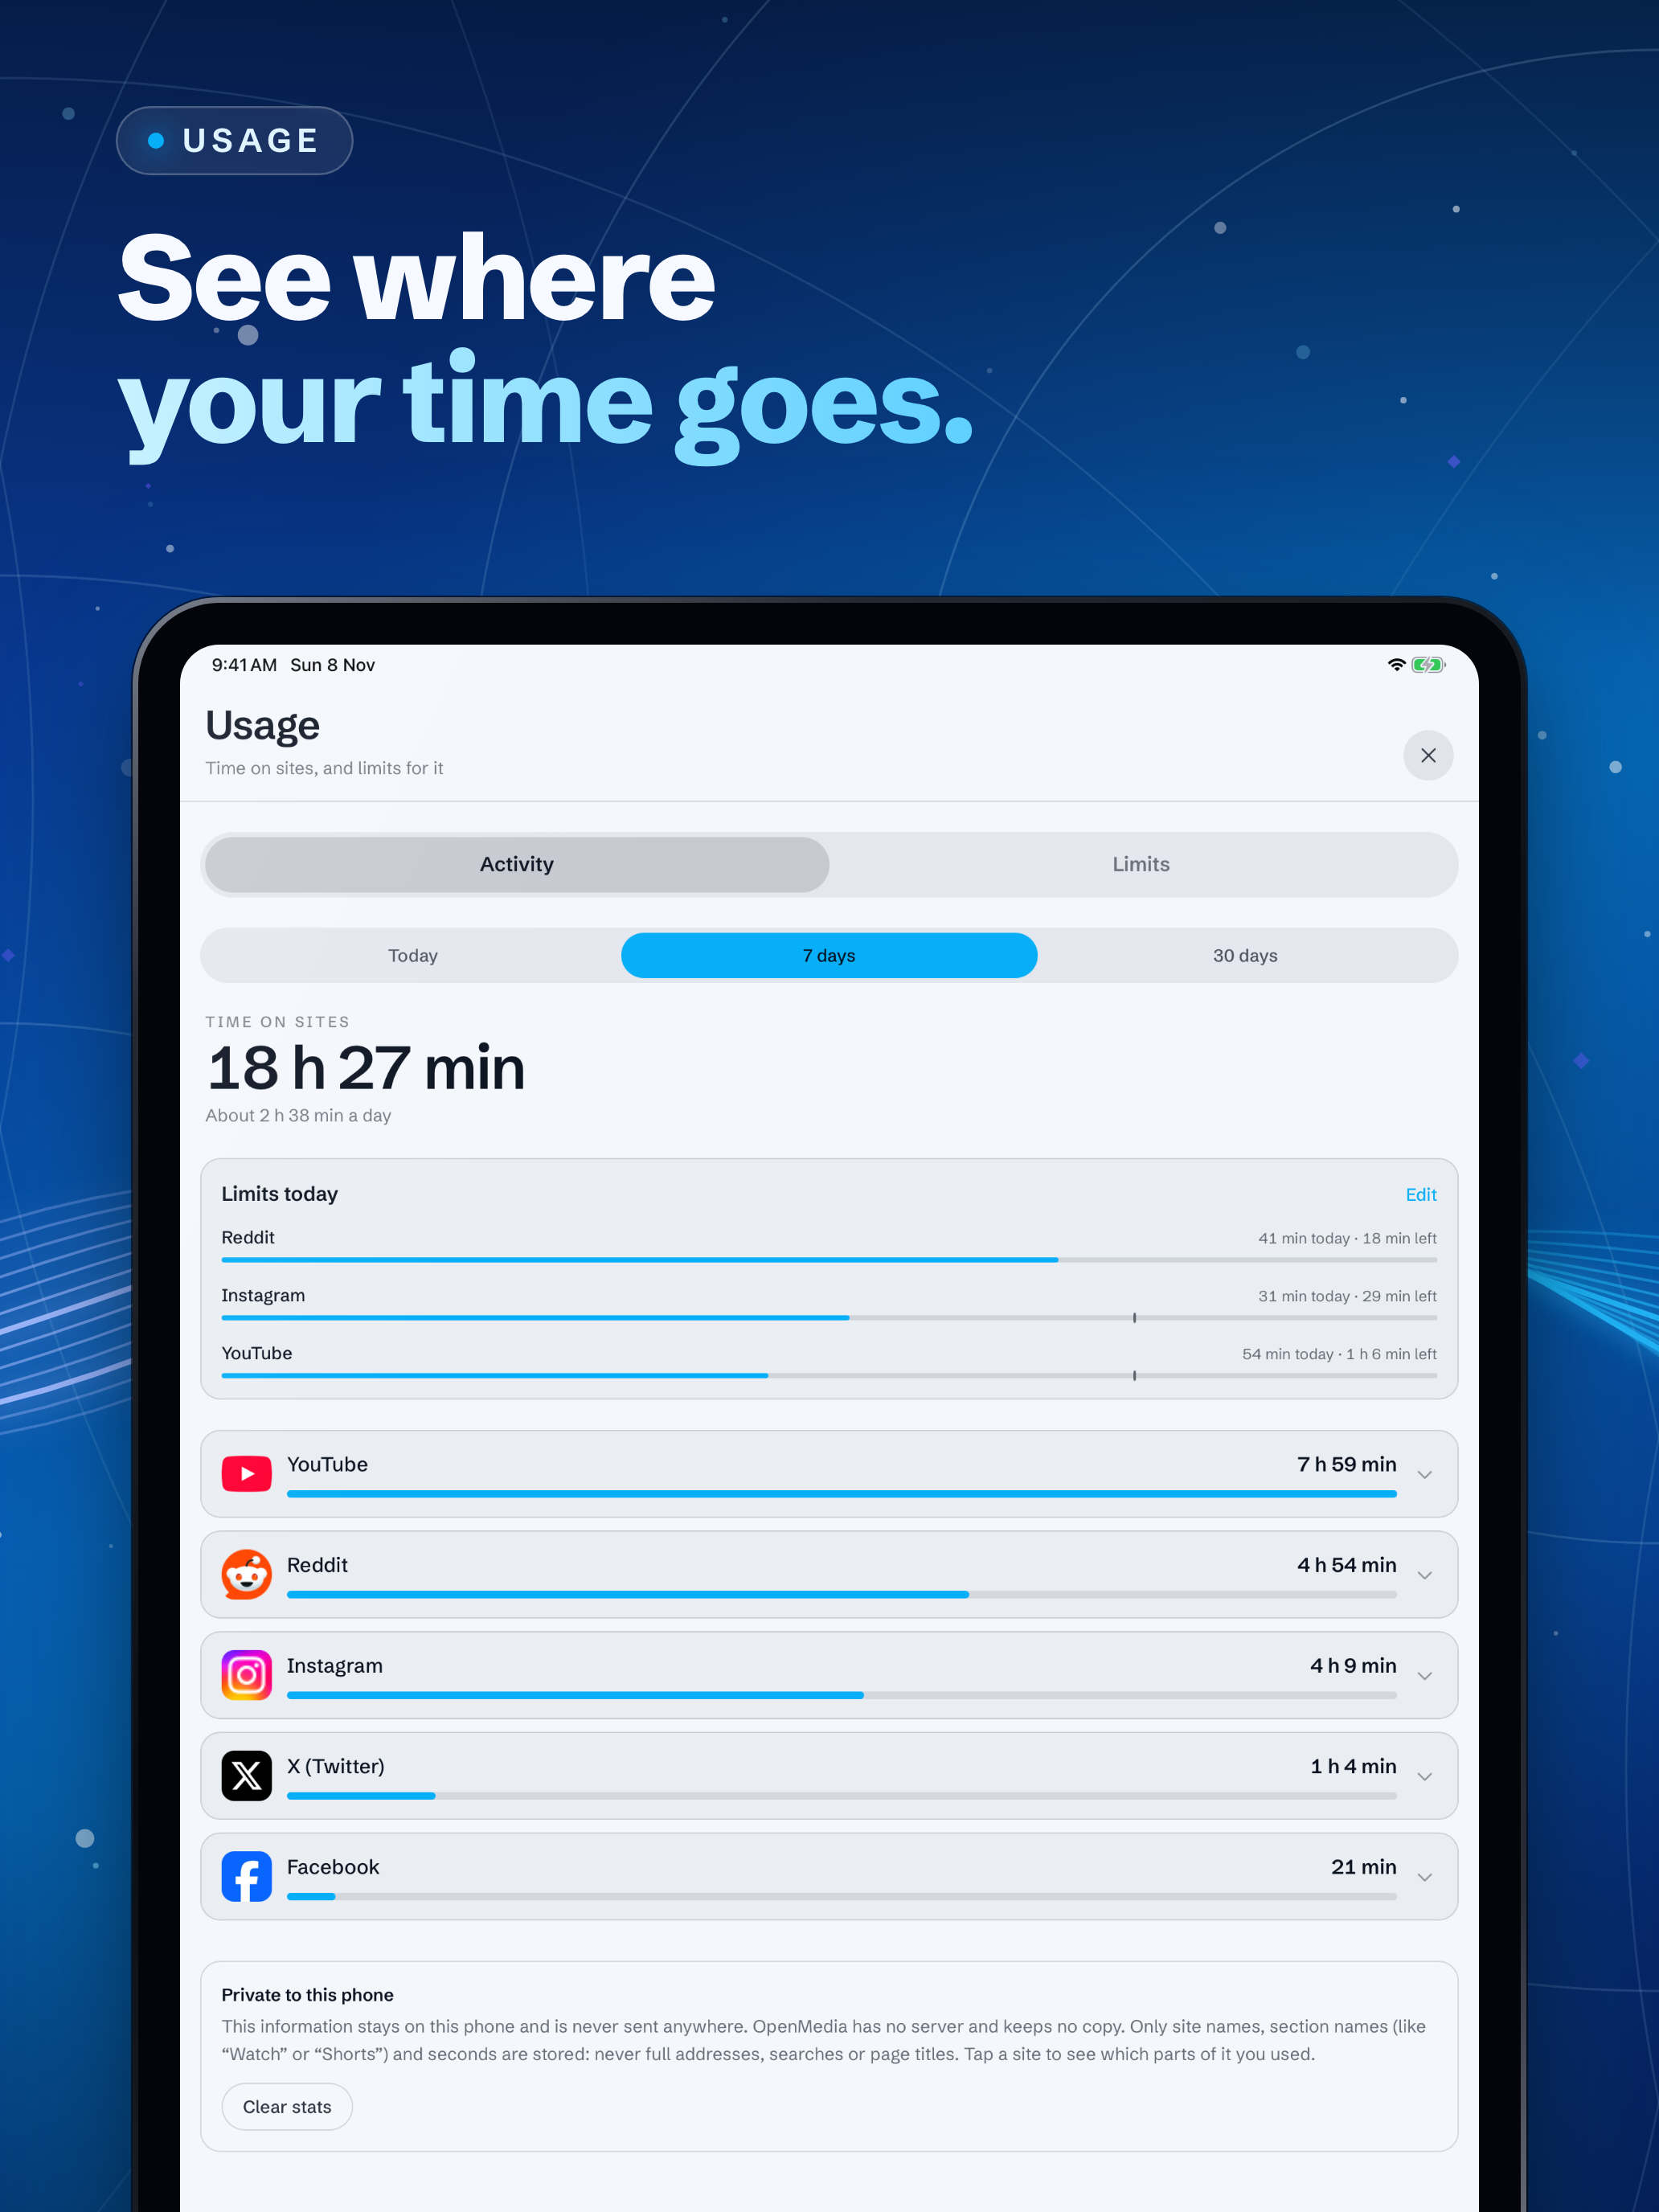 USAGE
See where
your time goes.
9:41 AM Sun 8 Nov
Usage
Time on sites, and limits for it
Activity Limits
Today 7 days 30 days
TIME ON SITES
18 h 27 min
About 2 h 38 min a day
Limits today Edit
Reddit 41 min today · 18 min left
Instagram 31 min today · 29 min left
YouTube 54 min today · 1 h 6 min left
YouTube 7 h 59 min
Reddit 4 h 54 min
Instagram 4 h 9 min
X (Twitter) 1 h 4 min
Facebook 21 min
Private to this phone
This information stays on this phone and is never sent anywhere. OpenMedia has no server and keeps no copy. Only site names, section names (like
“Watch” or “Shorts”) and seconds are stored: never full addresses, searches or page titles. Tap a site to see which parts of it you used.
Clear stats